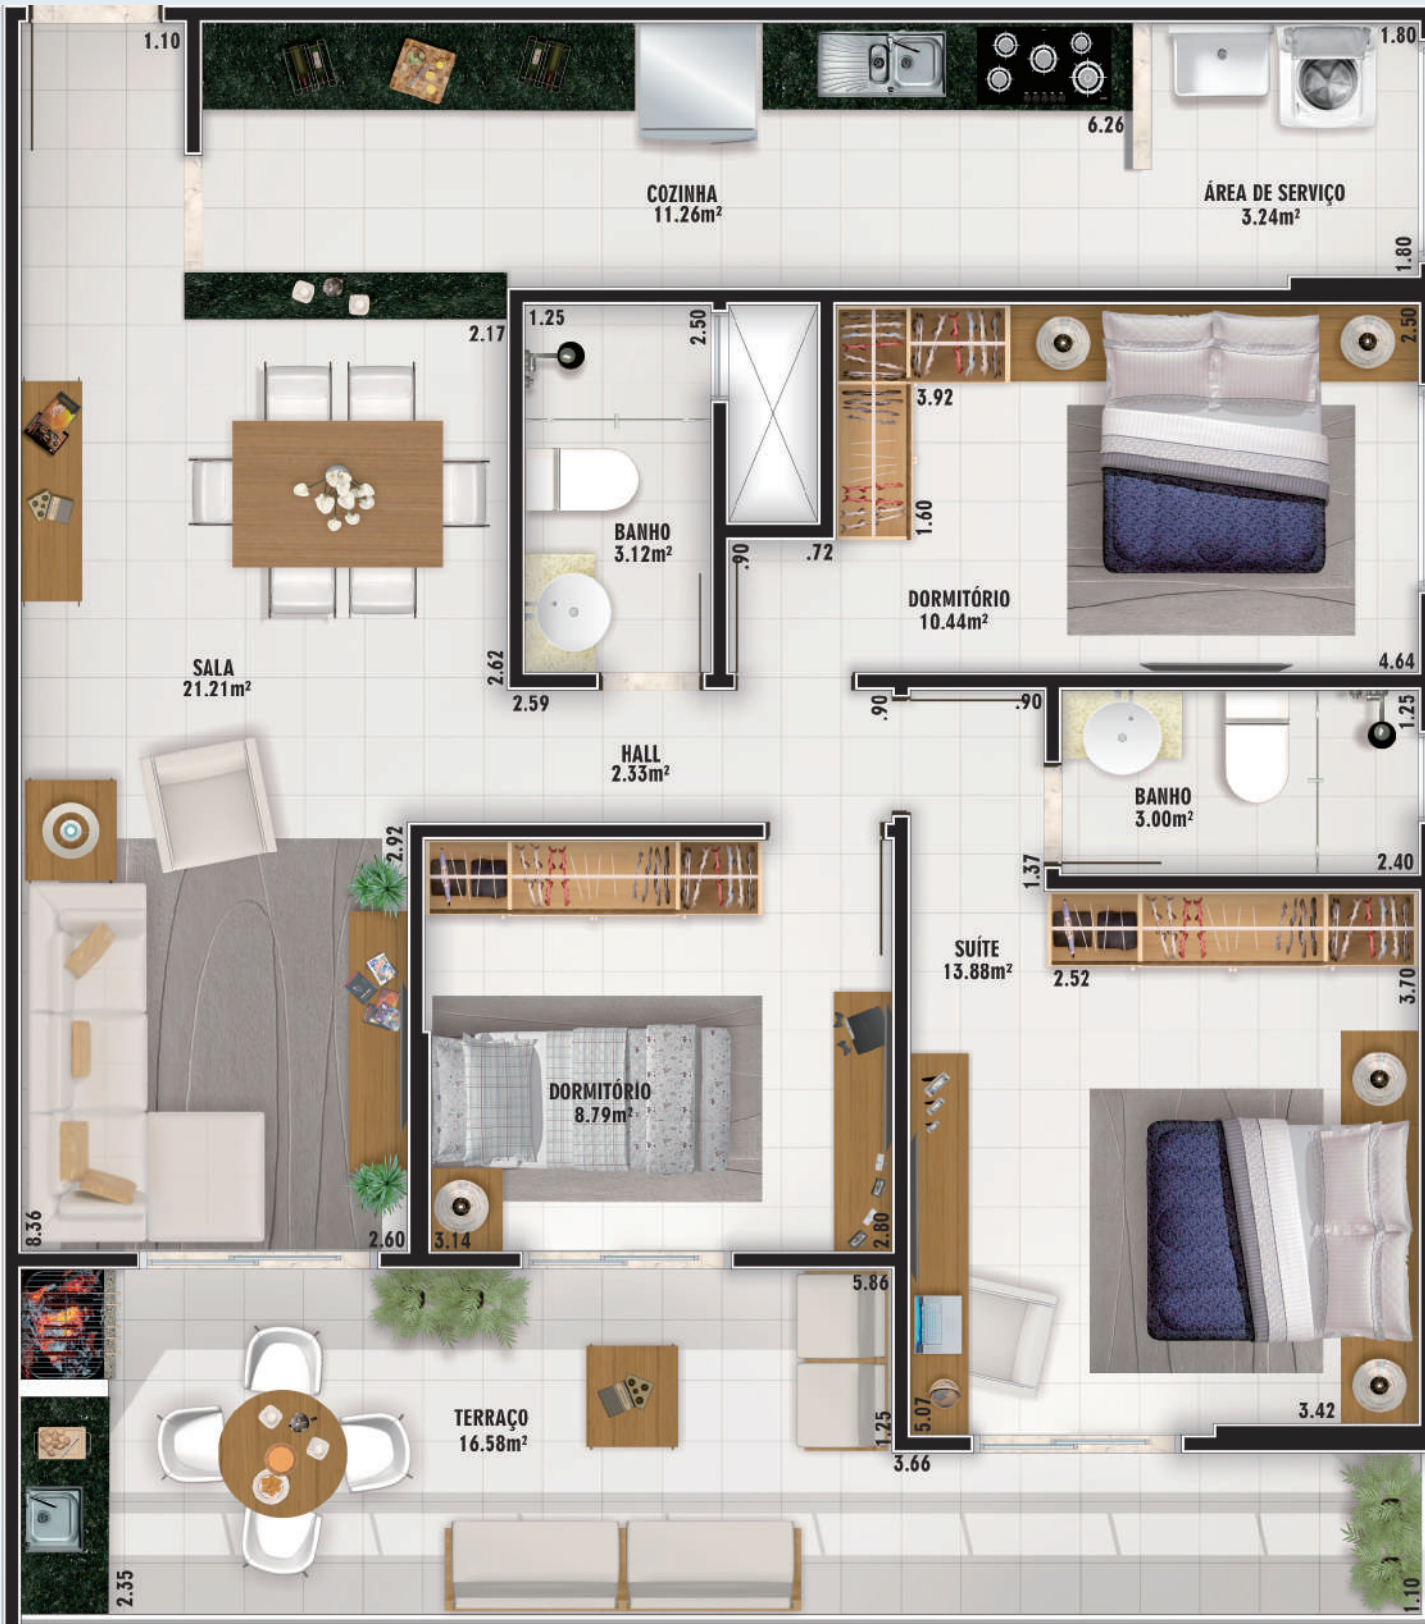 1.10
1.80
6.26
COZINHA
11.26m²
ÁREA DE SERVIÇO
3.24m²
1.80
2.17
1.25
2.50
2.50
3.92
1.60
BANHO
3.12m²
.90
.72
DORMITÓRIO
10.44m²
4.64
SALA
21.21m²
2.62
2.59
.90
.90
1.25
HALL
2.33m²
BANHO
3.00m²
2.92
1.37
2.40
SUÍTE
13.88m²
2.52
3.70
DORMITÓRIO
8.79m²
8.36
2.60
3.14
2.80
5.86
1.25
5.07
3.42
TERRAÇO
16.58m²
3.66
2.35
1.10